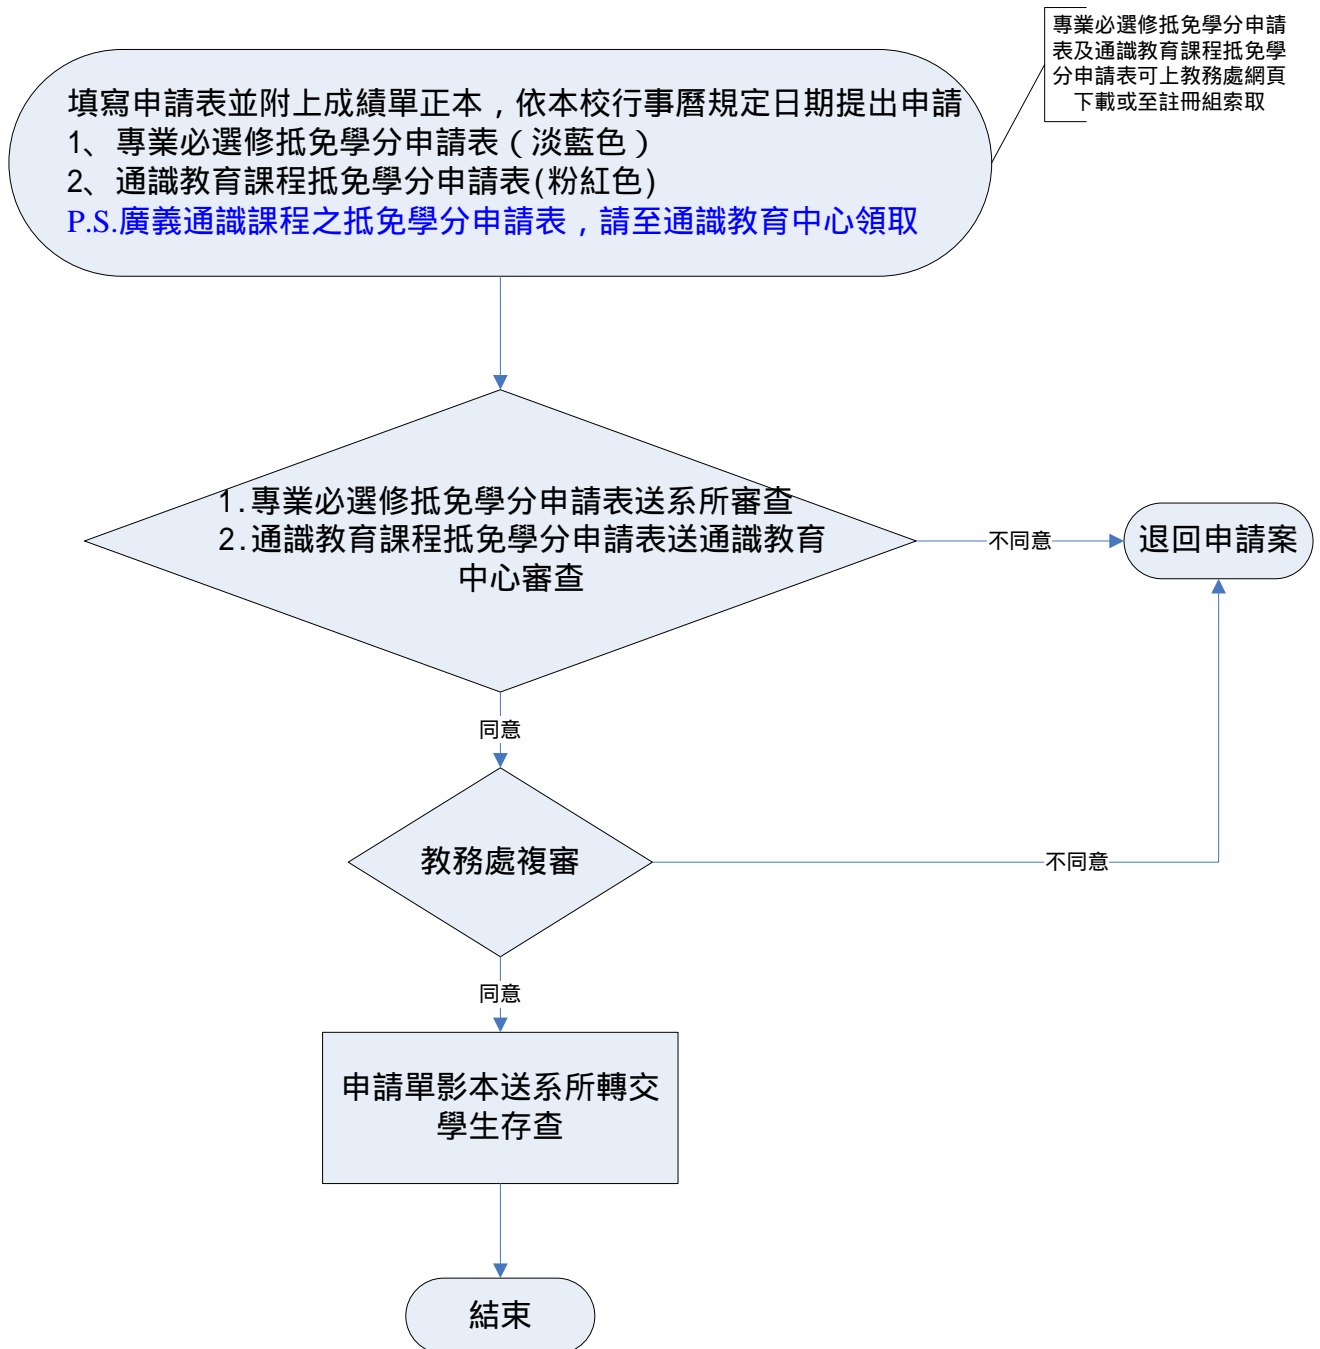 專業必選修抵免學分申請
表及通識教育課程抵免學
分申請表可上教務處網頁
下載或至註冊組索取
填寫申請表並附上成績單正本，依本校行事曆規定日期提出申請
1、專業必選修抵免學分申請表（淡藍色）
2、通識教育課程抵免學分申請表(粉紅色)
P.S.廣義通識課程之抵免學分申請表，請至通識教育中心領取
1.專業必選修抵免學分申請表送系所審查
2.通識教育課程抵免學分申請表送通識教育
中心審查
不同意
退回申請案
同意
教務處複審
不同意
同意
申請單影本送系所轉交
學生存查
結束